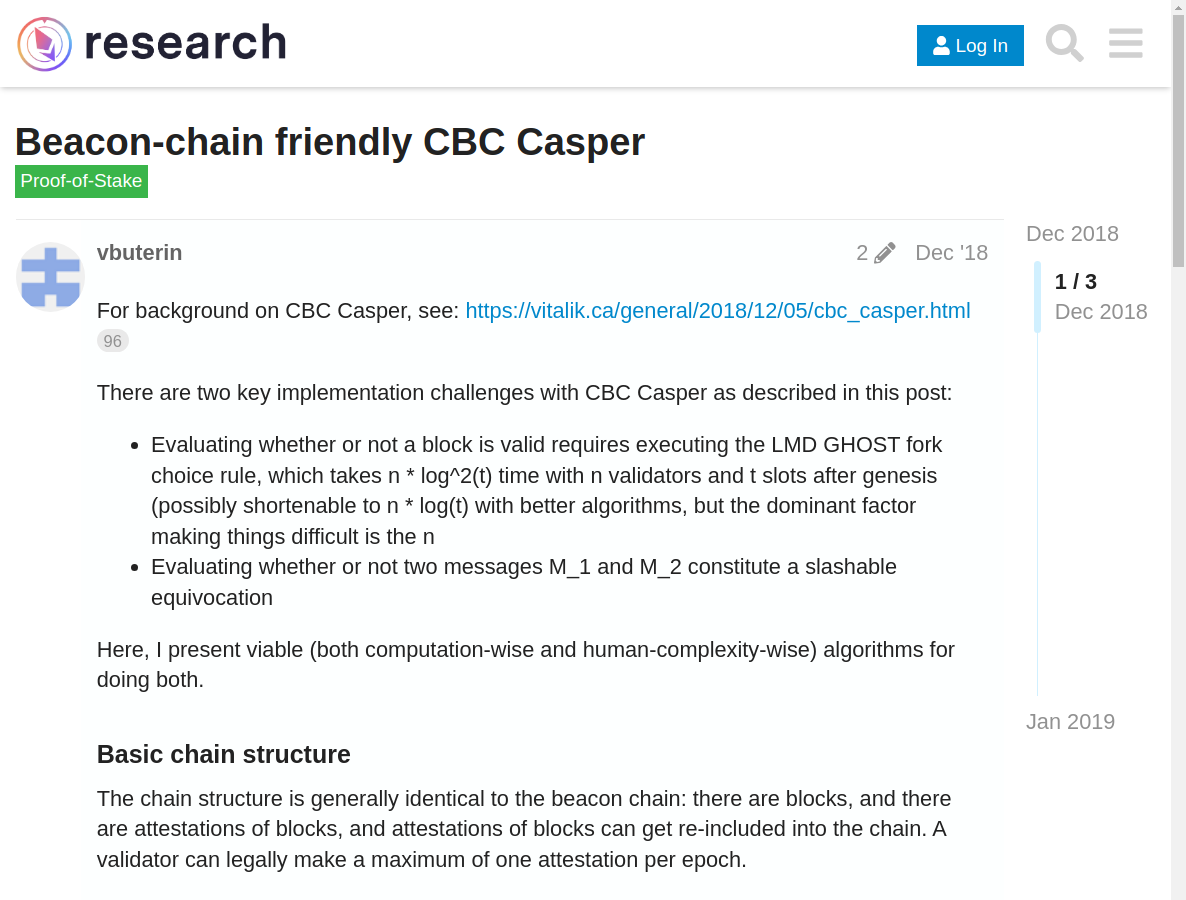 research
Log In
Beacon-chain friendly CBC Casper
Proof-of-Stake
vbuterin
2
Dec '18
For background on CBC Casper, see: https://vitalik.ca/general/2018/12/05/cbc_casper.html
96
There are two key implementation challenges with CBC Casper as described in this post:
• Evaluating whether or not a block is valid requires executing the LMD GHOST fork
choice rule, which takes n * log^2(t) time with n validators and t slots after genesis
(possibly shortenable to n * log(t) with better algorithms, but the dominant factor
making things difficult is the n
• Evaluating whether or not two messages M_1 and M_2 constitute a slashable
equivocation
Here, I present viable (both computation-wise and human-complexity-wise) algorithms for
doing both.
Basic chain structure
The chain structure is generally identical to the beacon chain: there are blocks, and there
are attestations of blocks, and attestations of blocks can get re-included into the chain. A
validator can legally make a maximum of one attestation per epoch.
Dec 2018
1 / 3
Dec 2018
Jan 2019